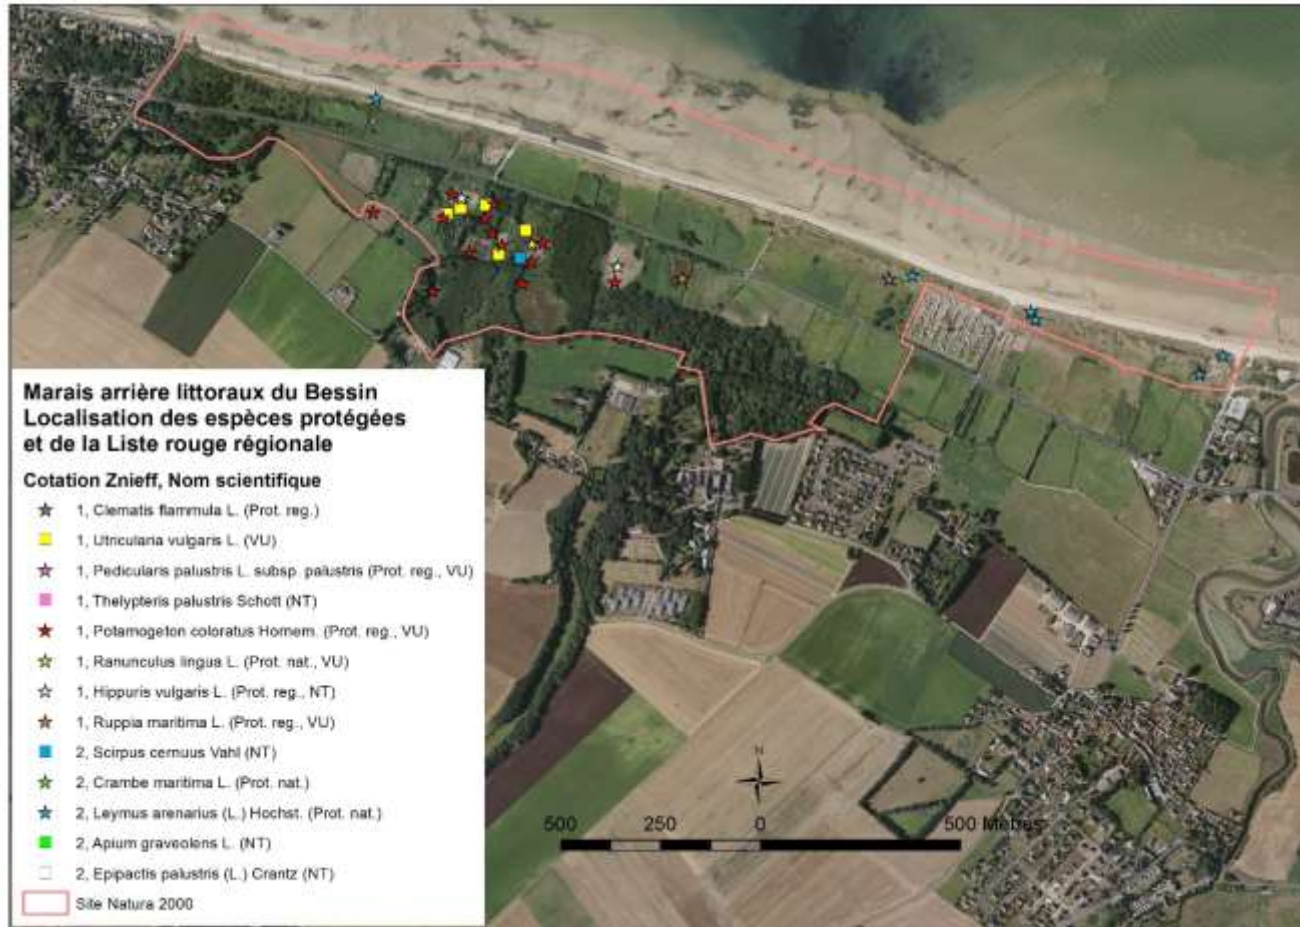 Marais arrière littoraux du Bessin
Localisation des espèces protégées
et de la Liste rouge régionale
Cotation Znieff, Nom scientifique
1, Clematis flammula L. (Prot. reg.)
1, Utricularia vulgaris L. (VU)
1, Pedicularis palustris L. subsp. palustris (Prot. reg., VU)
1, Thelypteris palustris Schott (NT)
1, Potamogeton coloratus Hornem. (Prot. reg., VU)
1, Ranunculus lingua L. (Prot. nat., VU)
1, Hippuris vulgaris L. (Prot. reg., NT)
1, Ruppia maritima L. (Prot. reg., VU)
2, Scirpus cernuus Vahl (NT)
2, Crambe maritima L. (Prot. nat.)
2, Leymus arenarius (L.) Hochst. (Prot. nat.)
2, Apium graveolens L. (NT)
2, Epipactis palustris (L.) Crantz (NT)
Site Natura 2000
N
500 250 0 500 Mètres